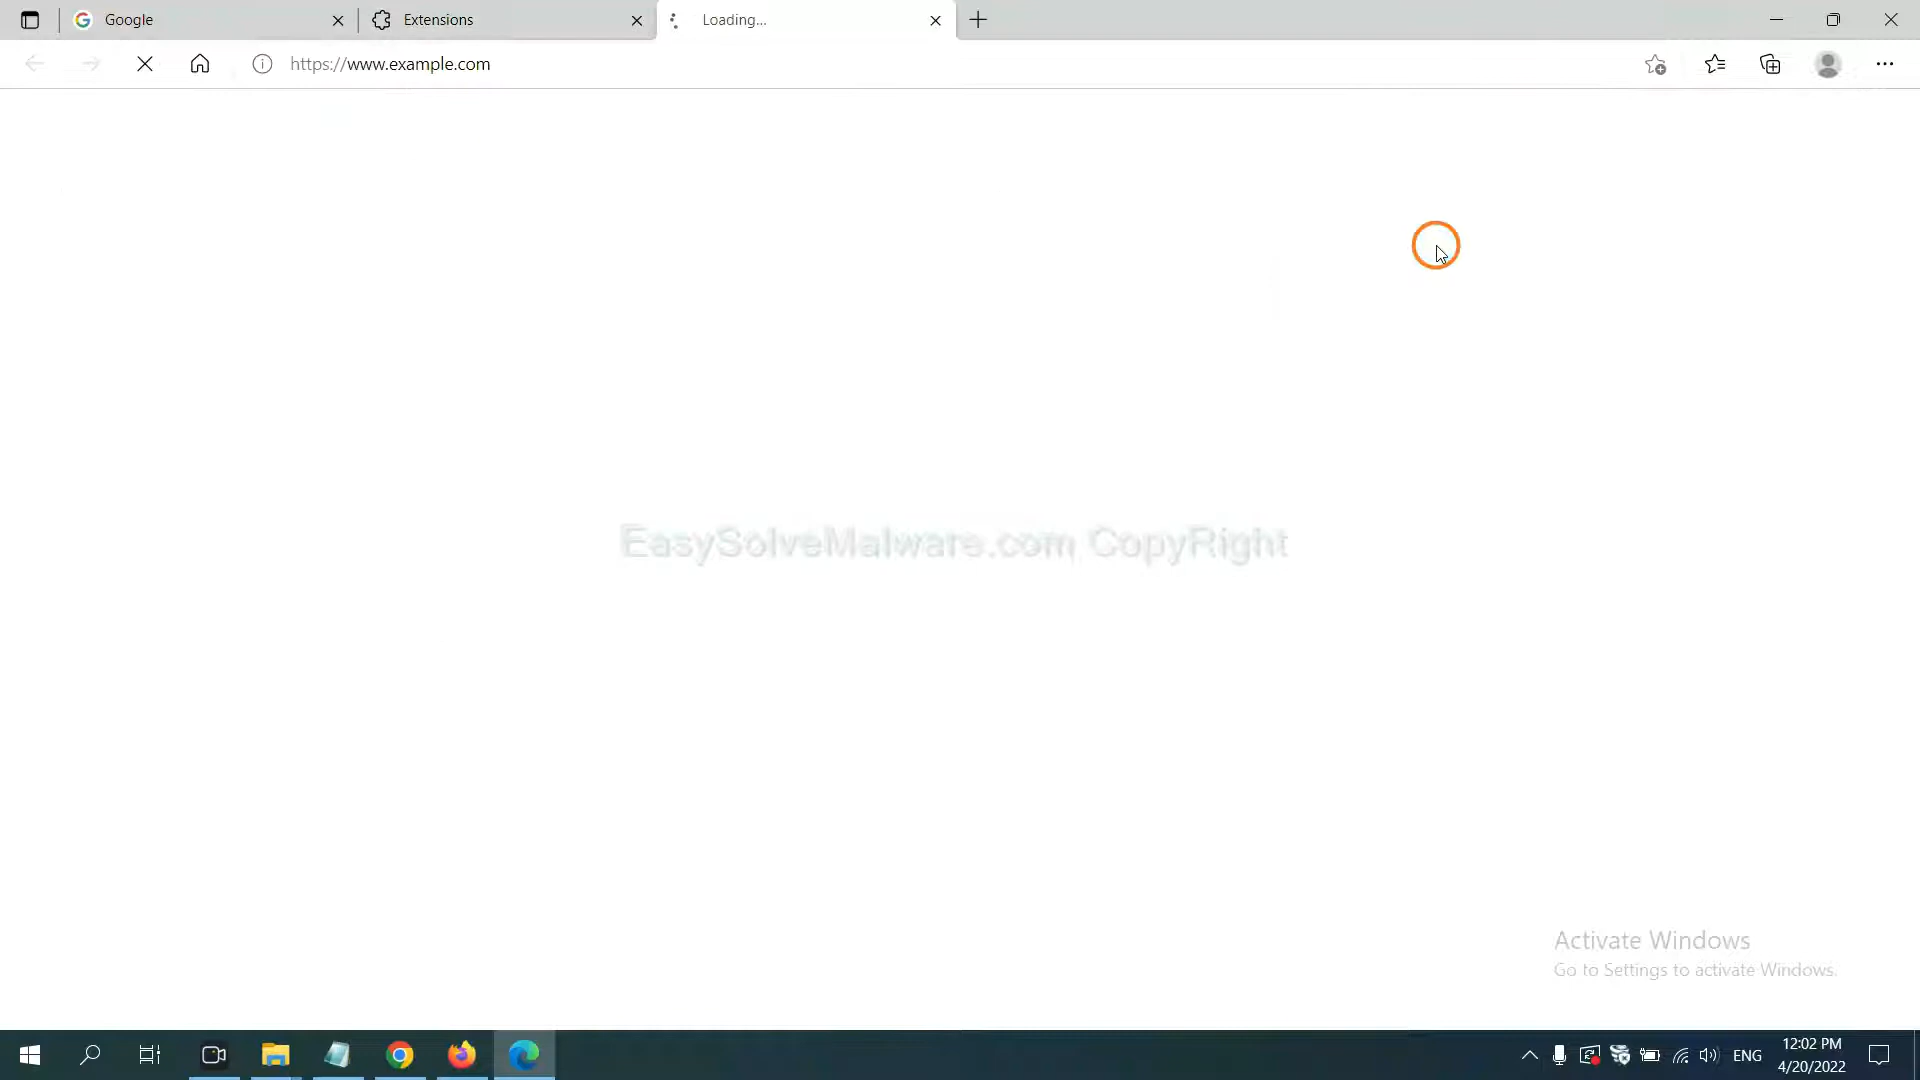 Google
Extensions
Loading...
https://www.example.com
EasySolveMalware.com CopyRight
Activate Windows
Go to Settings to activate Windows.
ENG
12:02 PM
4/20/2022